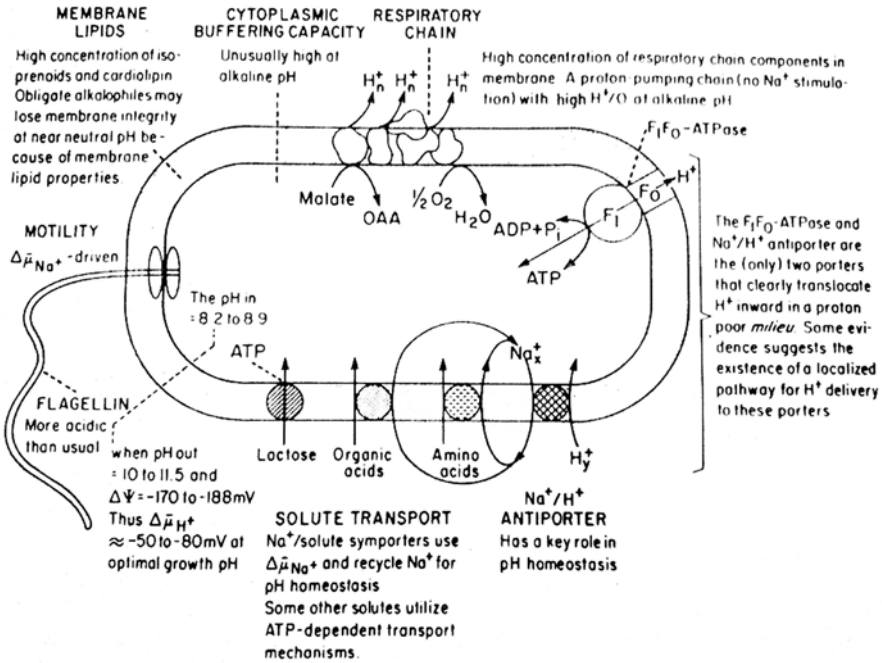 MEMBRANE
LIPIDS
High concentration of iso-
prenoids and cardiolipin
Obligate alkalophiles may
lose membrane integrity
at near neutral pH be-
cause of membrane
lipid properties.
CYTOPLASMIC
BUFFERING CAPACITY
Unusually high at
alkaline pH
RESPIRATORY
CHAIN
High concentration of respiratory chain components in
membrane A proton-pumping chain (no Na⁺ stimula-
tion) with high H⁺/O at alkaline pH
Hₙ⁺ Hₙ⁺ Hₙ⁺
Malate
OAA
½O₂
H₂O
F₁F₀-ATPase
F₁
F₀
H⁺
ADP+Pᵢ
ATP
The F₁F₀-ATPase and
Na⁺/H⁺ antiporter are
the (only) two porters
that clearly translocate
H⁺ inward in a proton
poor milieu. Some evi-
dence suggests the
existence of a localized
pathway for H⁺ delivery
to these porters
MOTILITY
Δμ̄Na⁺-driven
FLAGELLIN
More acidic
than usual
The pH in
=8.2 to 8.9
when pH out
=10 to 11.5 and
ΔΨ=-170 to -188mV
Thus Δμ̄H⁺
≈-50 to -80mV at
optimal growth pH
ATP
Lactose
Organic
acids
Amino
acids
Naₓ⁺
Hᵧ⁺
SOLUTE TRANSPORT
Na⁺/solute symporters use
Δμ̄Na⁺ and recycle Na⁺ for
pH homeostasis
Some other solutes utilize
ATP-dependent transport
mechanisms.
Na⁺/H⁺
ANTIPORTER
Has a key role in
pH homeostasis